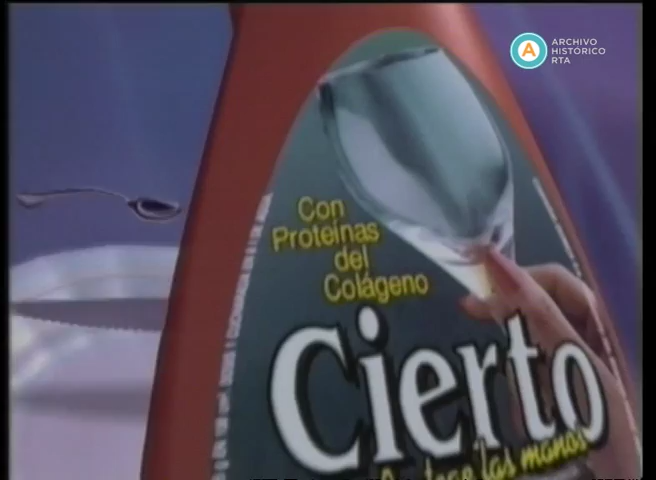 A
ARCHIVO
HISTÓRICO
RTA
Con
Proteínas
del
Colágeno
Cierto
las manos